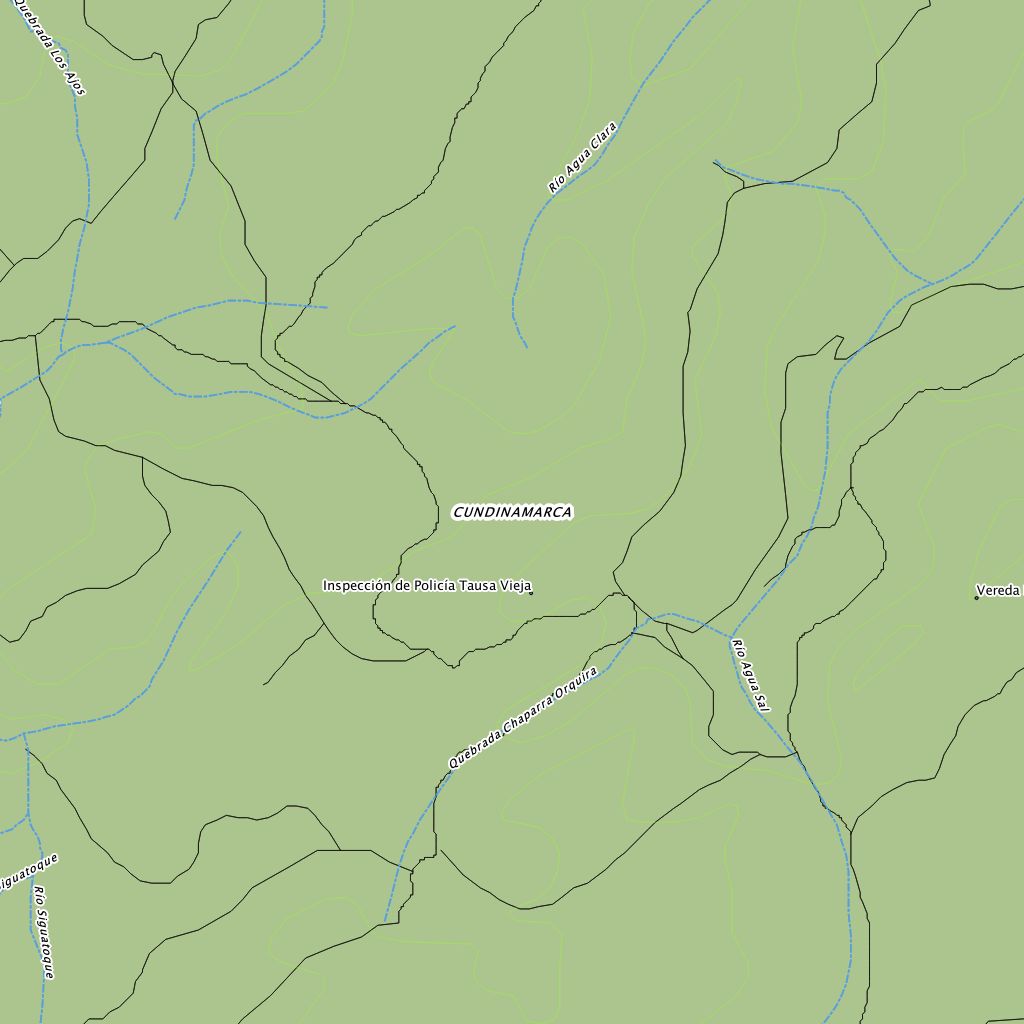 Quebrada Los Ajos
Río Agua Clara
CUNDINAMARCA
Inspección de Policía Tausa Vieja
Vereda
Río Agua Sal
Quebrada Chaparra Orquira
Siguatoque
Río Siguatoque